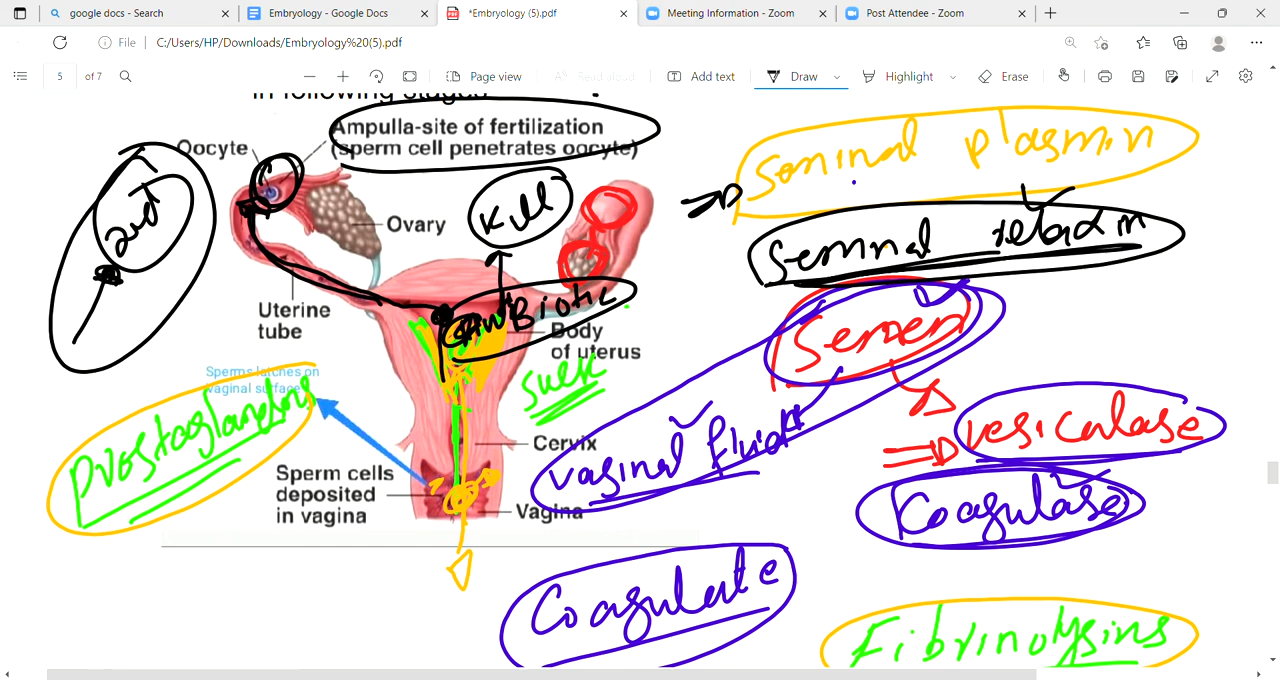 google docs - Search
Embryology - Google Docs
*Embryology (5).pdf
Meeting Information - Zoom
Post Attendee - Zoom
File
C:/Users/HP/Downloads/Embryology%20(5).pdf
5 of 7
Page view
Read aloud
Add text
Draw
Highlight
Erase
in following stages
Ampulla-site of fertilization
(sperm cell penetrates oocyte)
Oocyte
Seminal plasmin
Kill
Ovary
Seminal
Uterine
tube
Biotic
Body
of uterus
Semen
Sperms latches on
vaginal surface
suck
Prostaglandins
vesiculase
Cervix
vaginal fluid
Sperm cells
deposited
in vagina
Vagina
Coagulase
Coagulate
Fibrinolysins